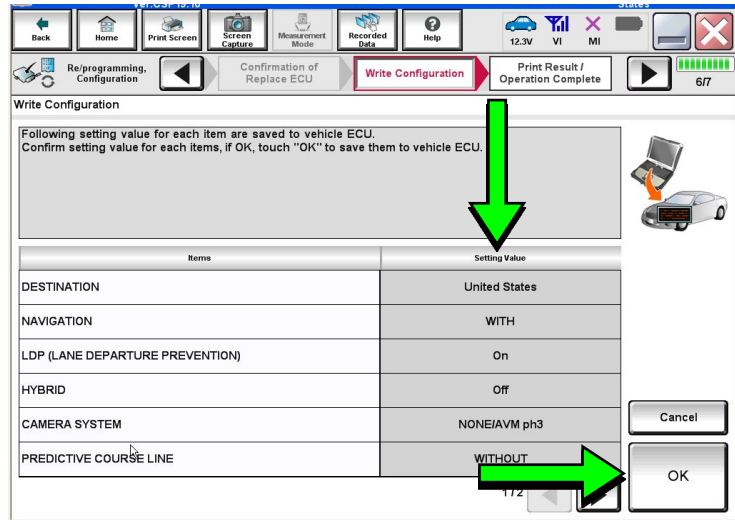 Ver.CSP19.10 States
Back Home Print Screen Screen Capture Measurement Mode Recorded Data Help 12.3V VI MI
Re/programming, Configuration Confirmation of Replace ECU Write Configuration Print Result / Operation Complete 6/7
Write Configuration
Following setting value for each item are saved to vehicle ECU.
Confirm setting value for each items, if OK, touch "OK" to save them to vehicle ECU.
Items Setting Value
DESTINATION United States
NAVIGATION WITH
LDP (LANE DEPARTURE PREVENTION) On
HYBRID Off
CAMERA SYSTEM NONE/AVM ph3
Cancel
PREDICTIVE COURSE LINE WITHOUT
OK
1/2